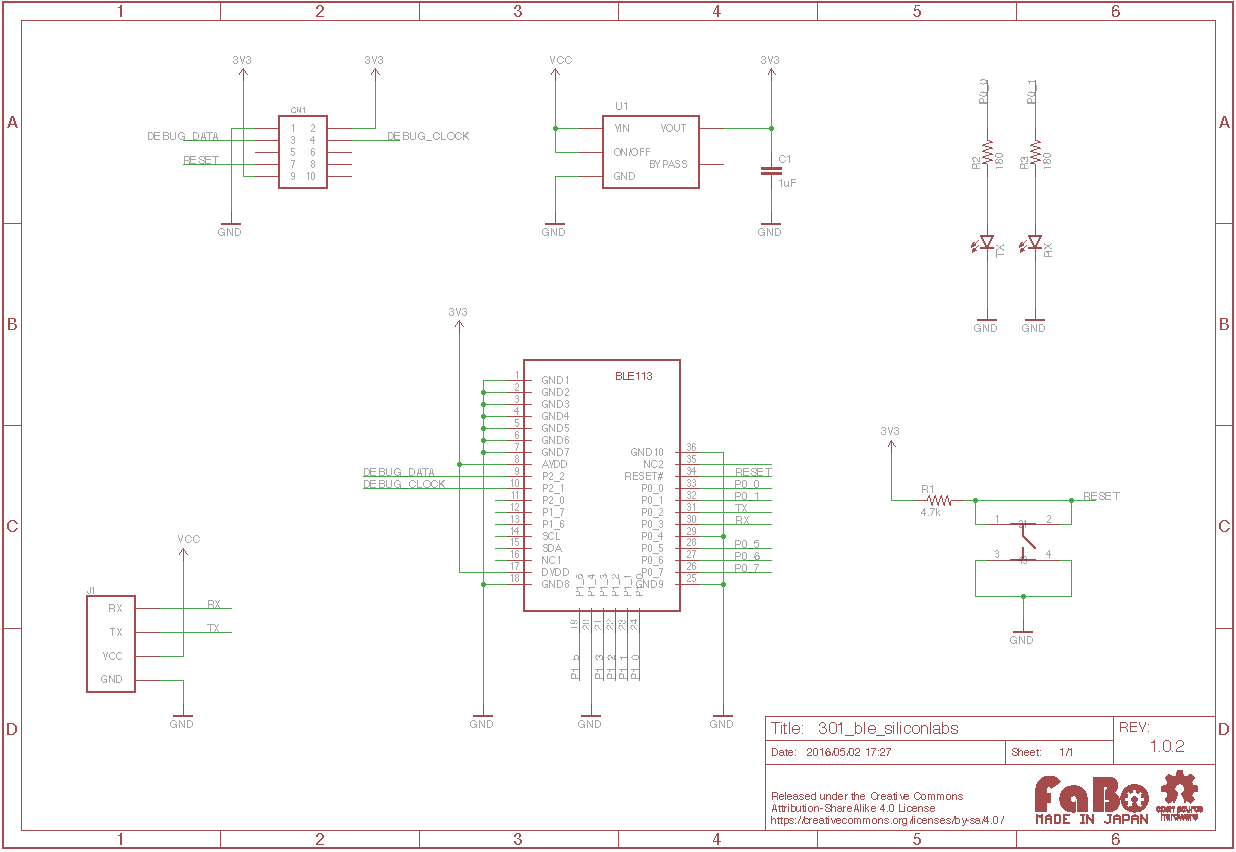 1 2 3 4 5 6
A
B
C
D
A
B
C
D
3V3
3V3
CN1
DEBUG_DATA
RESET
DEBUG_CLOCK
1 2
3 4
5 6
7 8
9 10
GND
VCC
U1
VIN VOUT
ON/OFF
BYPASS
GND
GND
3V3
C1
1uF
GND
P0_0
P0_1
R2
180
R3
180
TX
RX
GND
GND
3V3
BLE113
1 GND1
2 GND2
3 GND3
4 GND4
5 GND5
6 GND6
7 GND7
8 AVDD
DEBUG_DATA 9 P2_2
DEBUG_CLOCK 10 P2_1
11 P2_0
12 P1_7
13 P1_6
14 SCL
15 SDA
16 NC1
17 DVDD
18 GND8
GND10 36
NC2 35
RESET# 34 RESET
P0_0 33 P0_0
P0_1 32 P0_1
P0_2 31 TX
P0_3 30 RX
P0_4 29
P0_5 28 P0_5
P0_6 27 P0_6
P0_7 26 P0_7
GND9 25
P1_5 P1_4 P1_3 P1_2 P1_1 P1_0
19 20 21 22 23 24
P1_5 P1_3 P1_2 P1_1 P1_0
GND
GND
GND
3V3
R1
4.7k
RESET
1 2
3 4
GND
VCC
J1
RX RX
TX TX
VCC
GND
GND
Title: 301_ble_siliconlabs
REV:
1.0.2
Date: 2016/05/02 17:27
Sheet: 1/1
Released under the Creative Commons
Attribution-ShareAlike 4.0 License
https://creativecommons.org/licenses/by-sa/4.0/
FaBo
MADE IN JAPAN
open source
hardware
1 2 3 4 5 6